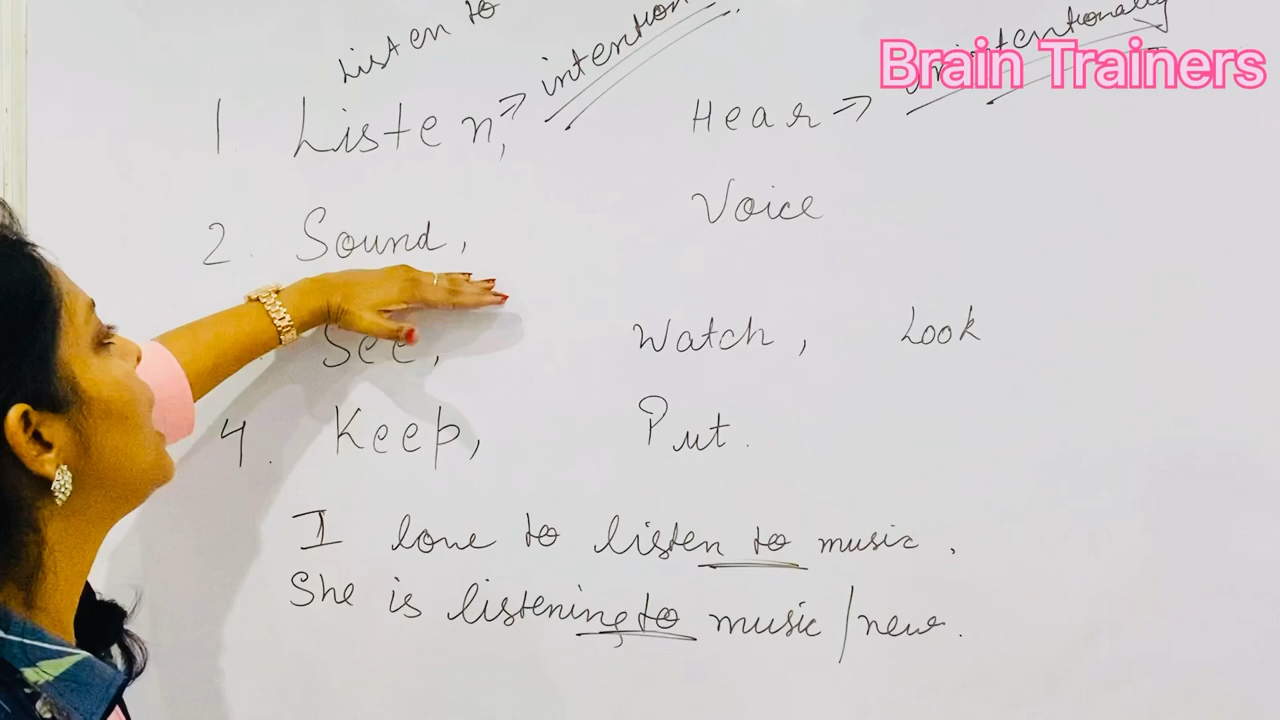 Listen to
Brain Trainers
1. Listen, → intention
Hear → unintentionally
2. Sound, Voice
See, Watch, Look
4. Keep, Put.
I love to listen to music.
She is listening to music/news.